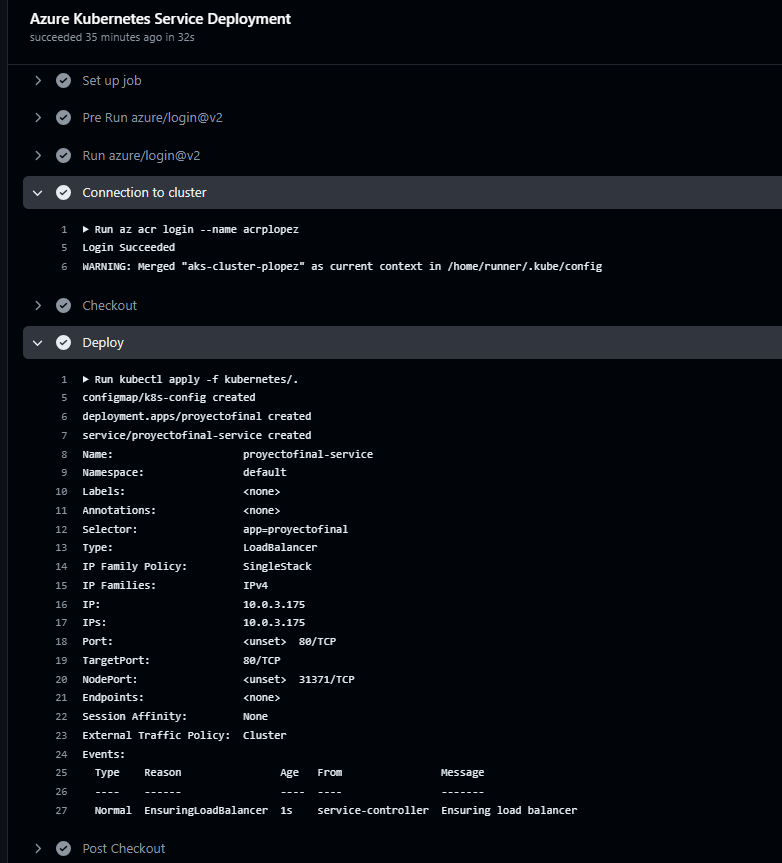 Azure Kubernetes Service Deployment
succeeded 35 minutes ago in 32s
Set up job
Pre Run azure/login@v2
Run azure/login@v2
Connection to cluster
1 Run az acr login --name acrplopez
5 Login Succeeded
6 WARNING: Merged "aks-cluster-plopez" as current context in /home/runner/.kube/config
Checkout
Deploy
1 Run kubectl apply -f kubernetes/.
5 configmap/k8s-config created
6 deployment.apps/proyectofinal created
7 service/proyectofinal-service created
8 Name: proyectofinal-service
9 Namespace: default
10 Labels: <none>
11 Annotations: <none>
12 Selector: app=proyectofinal
13 Type: LoadBalancer
14 IP Family Policy: SingleStack
15 IP Families: IPv4
16 IP: 10.0.3.175
17 IPs: 10.0.3.175
18 Port: <unset> 80/TCP
19 TargetPort: 80/TCP
20 NodePort: <unset> 31371/TCP
21 Endpoints: <none>
22 Session Affinity: None
23 External Traffic Policy: Cluster
24 Events:
25 Type Reason Age From Message
26 ---- ------ ---- ---- -------
27 Normal EnsuringLoadBalancer 1s service-controller Ensuring load balancer
Post Checkout